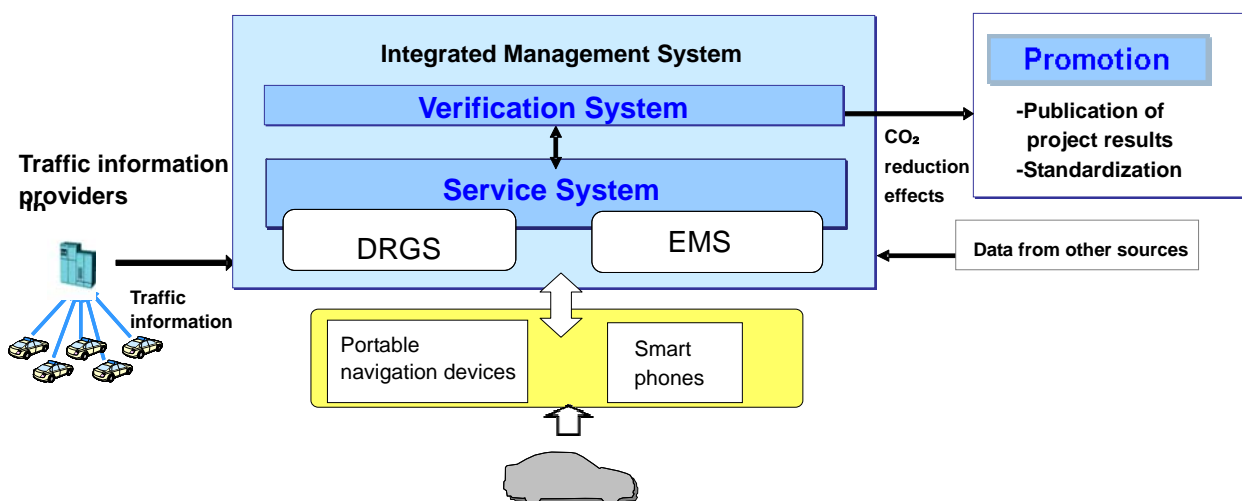 Integrated Management System
Verification System
Service System
DRGS
EMS
Promotion
-Publication of
project results
-Standardization
CO₂
reduction
effects
Data from other sources
Traffic information
providers
Traffic
information
Portable
navigation devices
Smart
phones